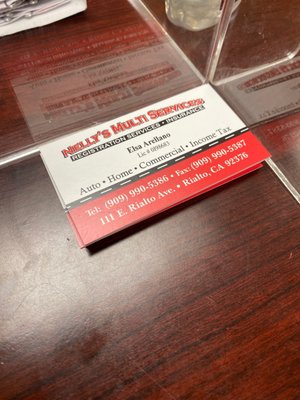 NELLY'S MULTI SERVICES
REGISTRATION SERVICES • INSURANCE
Elsa Arellano
Auto • Home • Commercial • Income Tax
Tel: (909) 990-5386 • Fax: (909) 990-5387
111 E. Rialto Ave. • Rialto, CA 92376